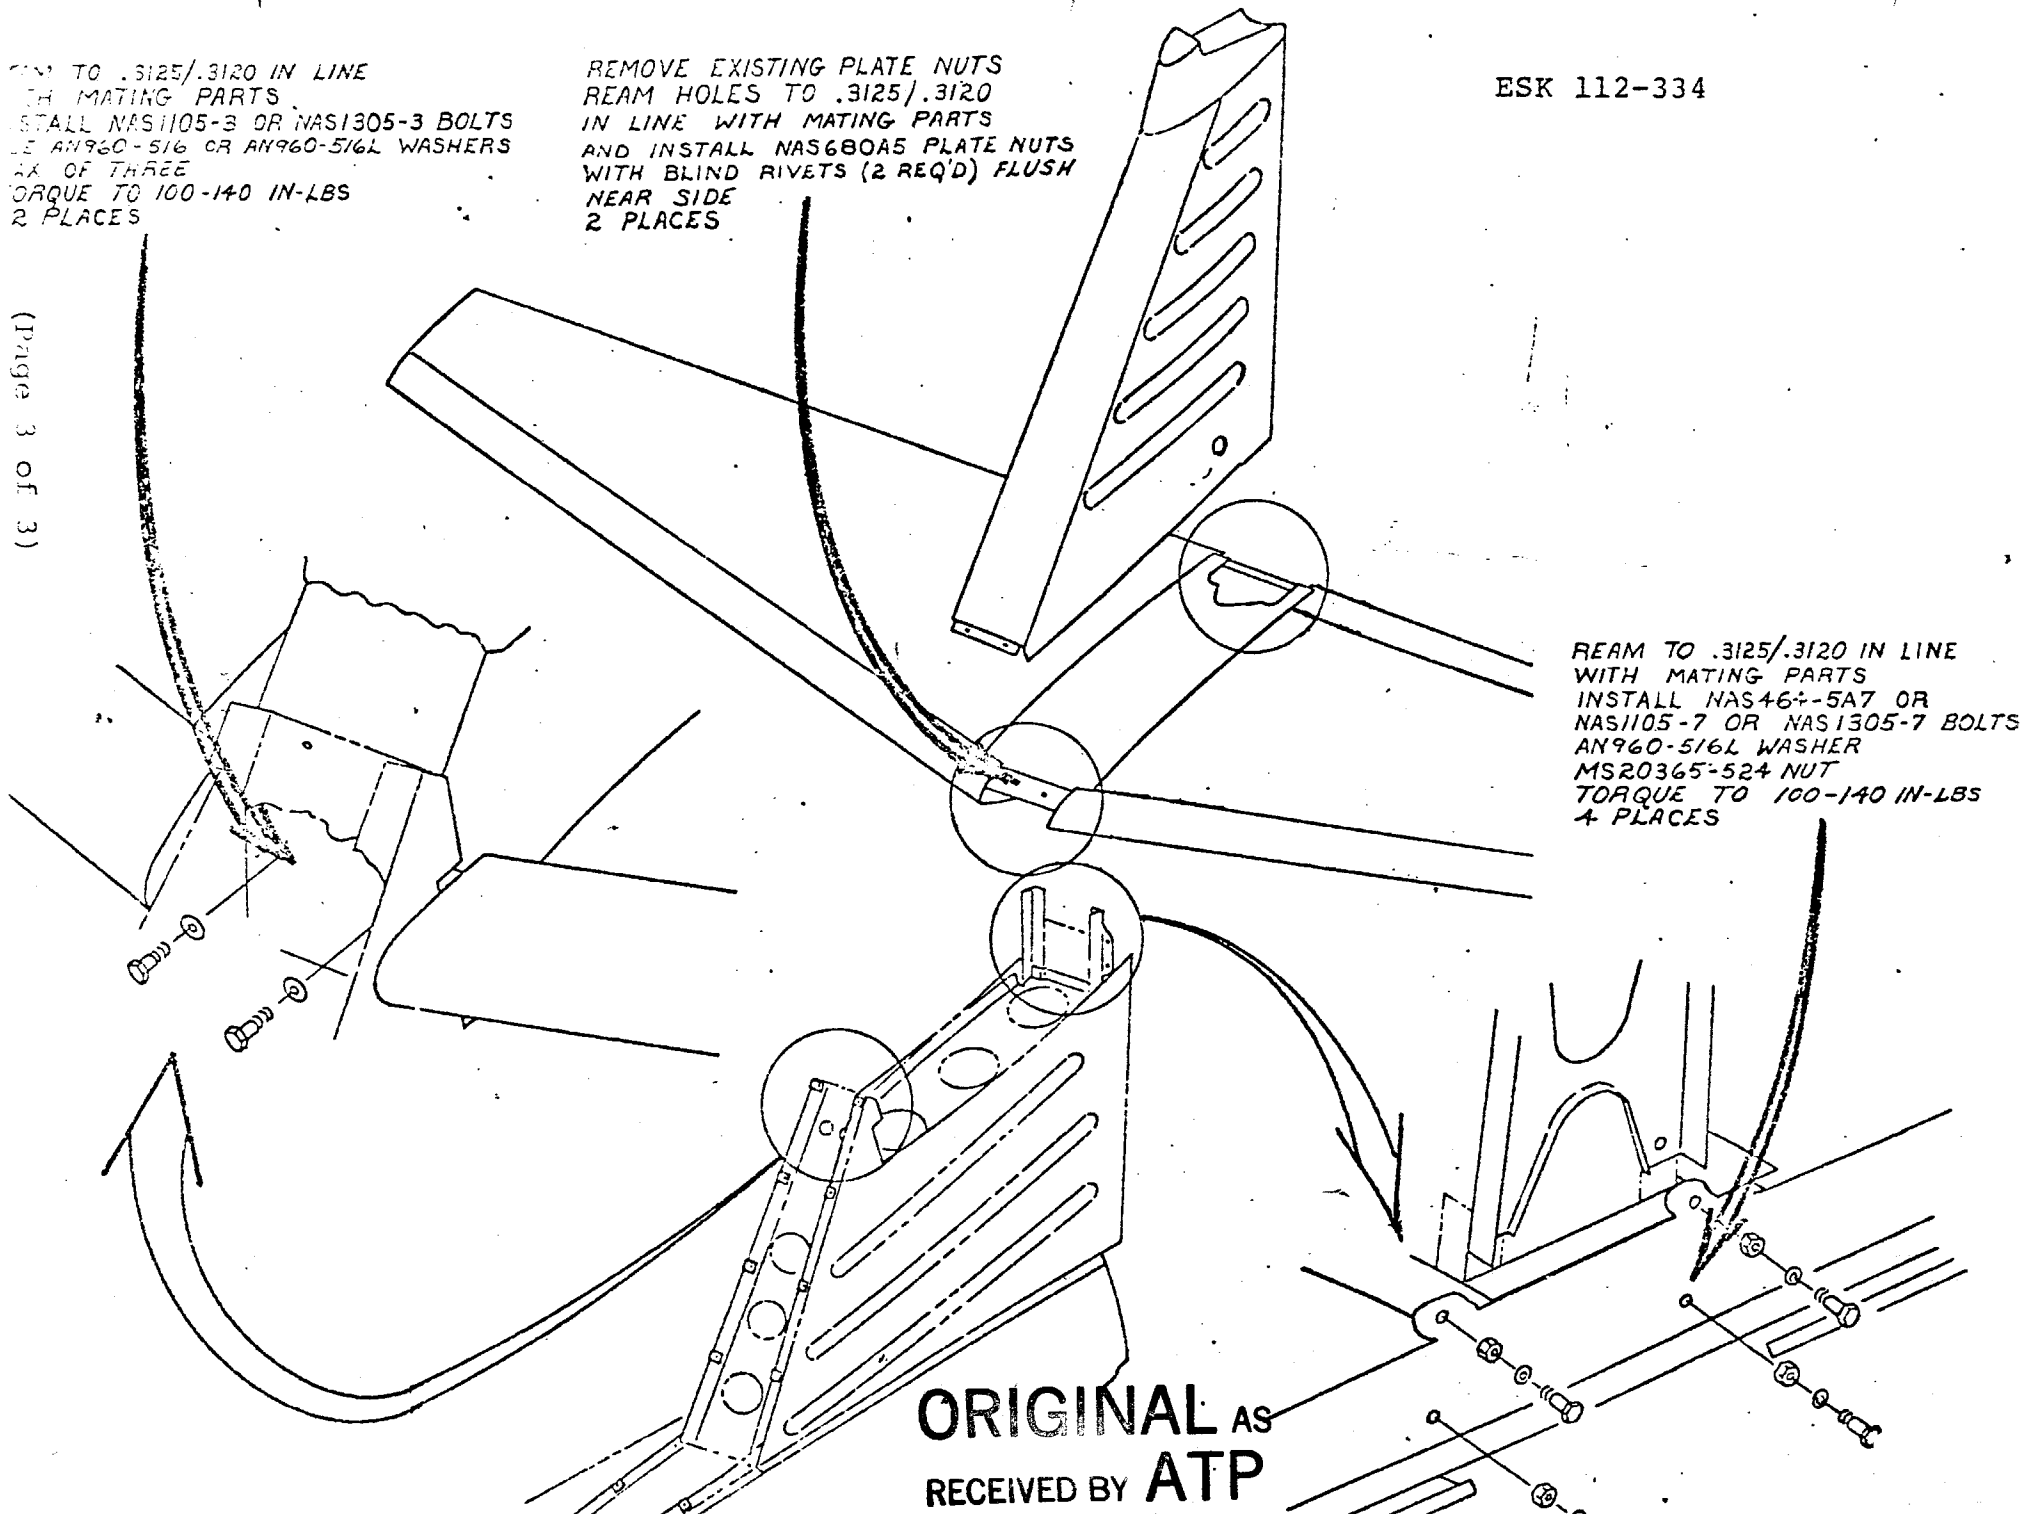 TO .3125/.3120 IN LINE
MATING PARTS
NAS1105-3 OR NAS1305-3 BOLTS
AN960-516 OR AN960-516L WASHERS
OF THREE
TO 100-140 IN-LBS
2 PLACES
REMOVE EXISTING PLATE NUTS
REAM HOLES TO .3125/.3120
IN LINE WITH MATING PARTS
AND INSTALL NAS680A5 PLATE NUTS
WITH BLIND RIVETS (2 REQ'D) FLUSH
NEAR SIDE
2 PLACES
ESK 112-334
(Page 3 of 3)
REAM TO .3125/.3120 IN LINE
WITH MATING PARTS
INSTALL OR
NAS1105-7 OR NAS1305-7 BOLTS
AN960-516L WASHER
MS20365-524 NUT
TORQUE TO 100-140 IN-LBS
4 PLACES
ORIGINAL AS
RECEIVED BY ATP